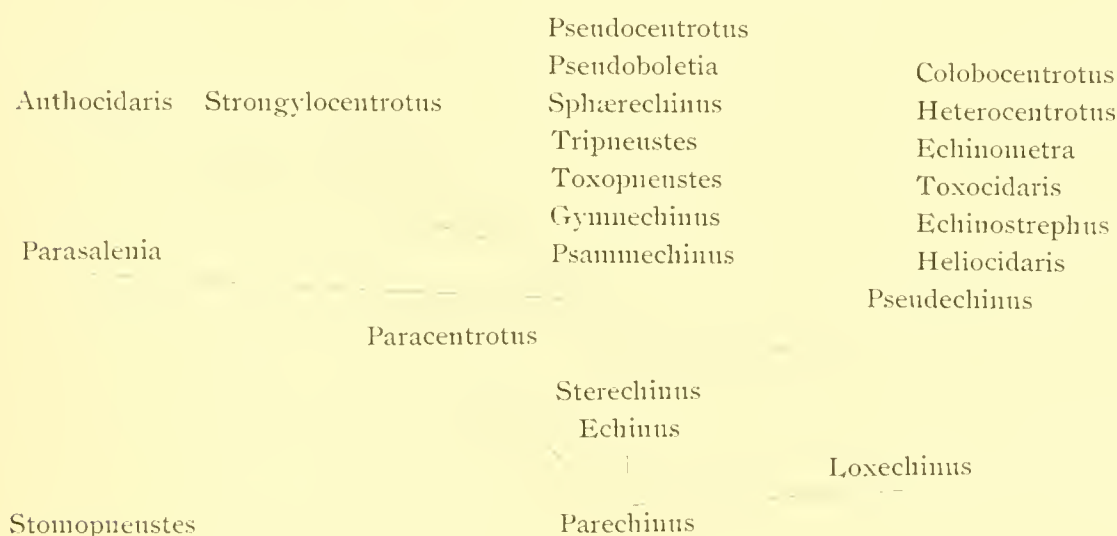 Pseudocentrotus
Pseudoboletia
Colobocentrotus
Anthocidaris Strongylocentrotus Sphærechinus
Heterocentrotus
Tripneustes
Echinometra
Toxopneustes
Toxocidaris
Gymnechinus
Echinostrephus
Parasalenia
Psammechinus
Heliocidaris
Pseudechinus
Paracentrotus
Sterechinus
Echinus
Loxechinus
Stomopneustes Parechinus